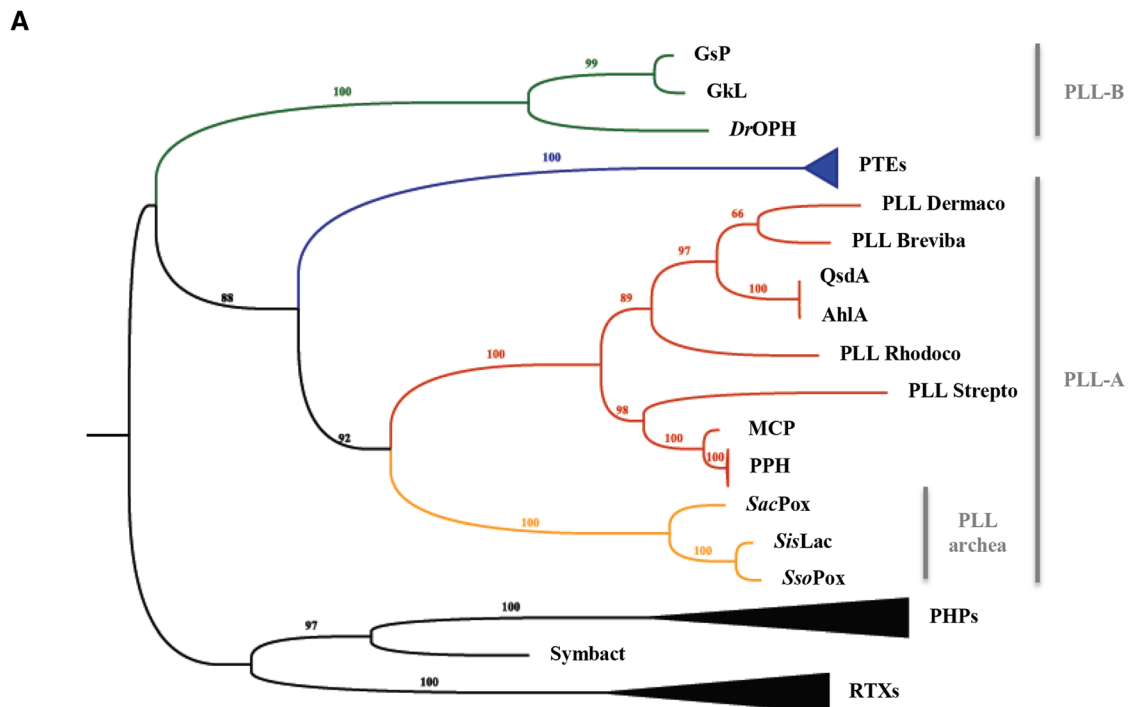 A
GsP
99
GkL
100
DrOPH
PLL-B
100
PTEs
PLL Dermaco
66
PLL Breviba
97
QsdA
100
AhlA
89
88
PLL Rhodoco
100
PLL-A
PLL Strepto
98
MCP
100
92
100
PPH
SacPox
100
PLL
archea
SisLac
100
SsoPox
100
PHPs
97
Symbact
100
RTXs